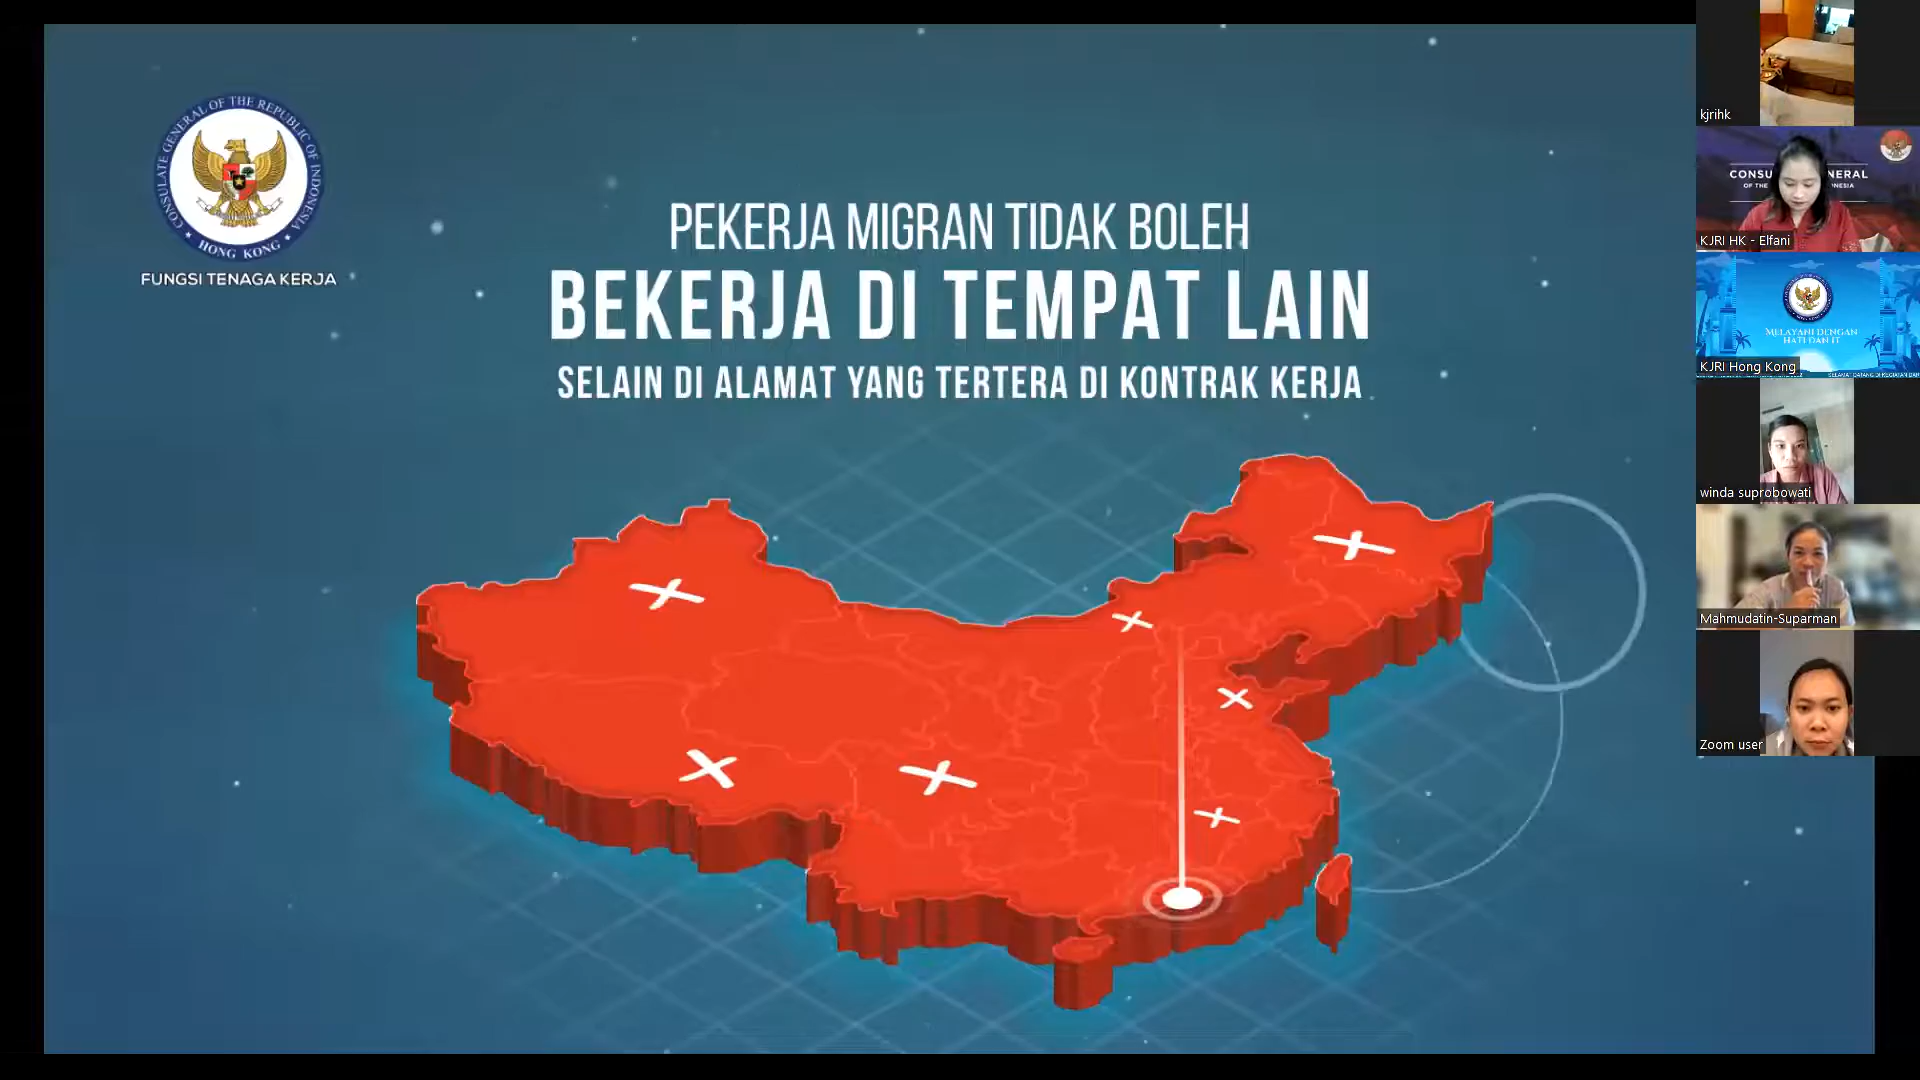 CONSULATE GENERAL OF THE REPUBLIC OF INDONESIA
★ HONG KONG ★
FUNGSI TENAGA KERJA
PEKERJA MIGRAN TIDAK BOLEH
BEKERJA DI TEMPAT LAIN
SELAIN DI ALAMAT YANG TERTERA DI KONTRAK KERJA
kjrihk
KJRI HK - Elfani
MELAYANI DENGAN
HATI DAN IT
KJRI Hong Kong
winda suprobowati
Mahmudatin-Suparman
Zoom user